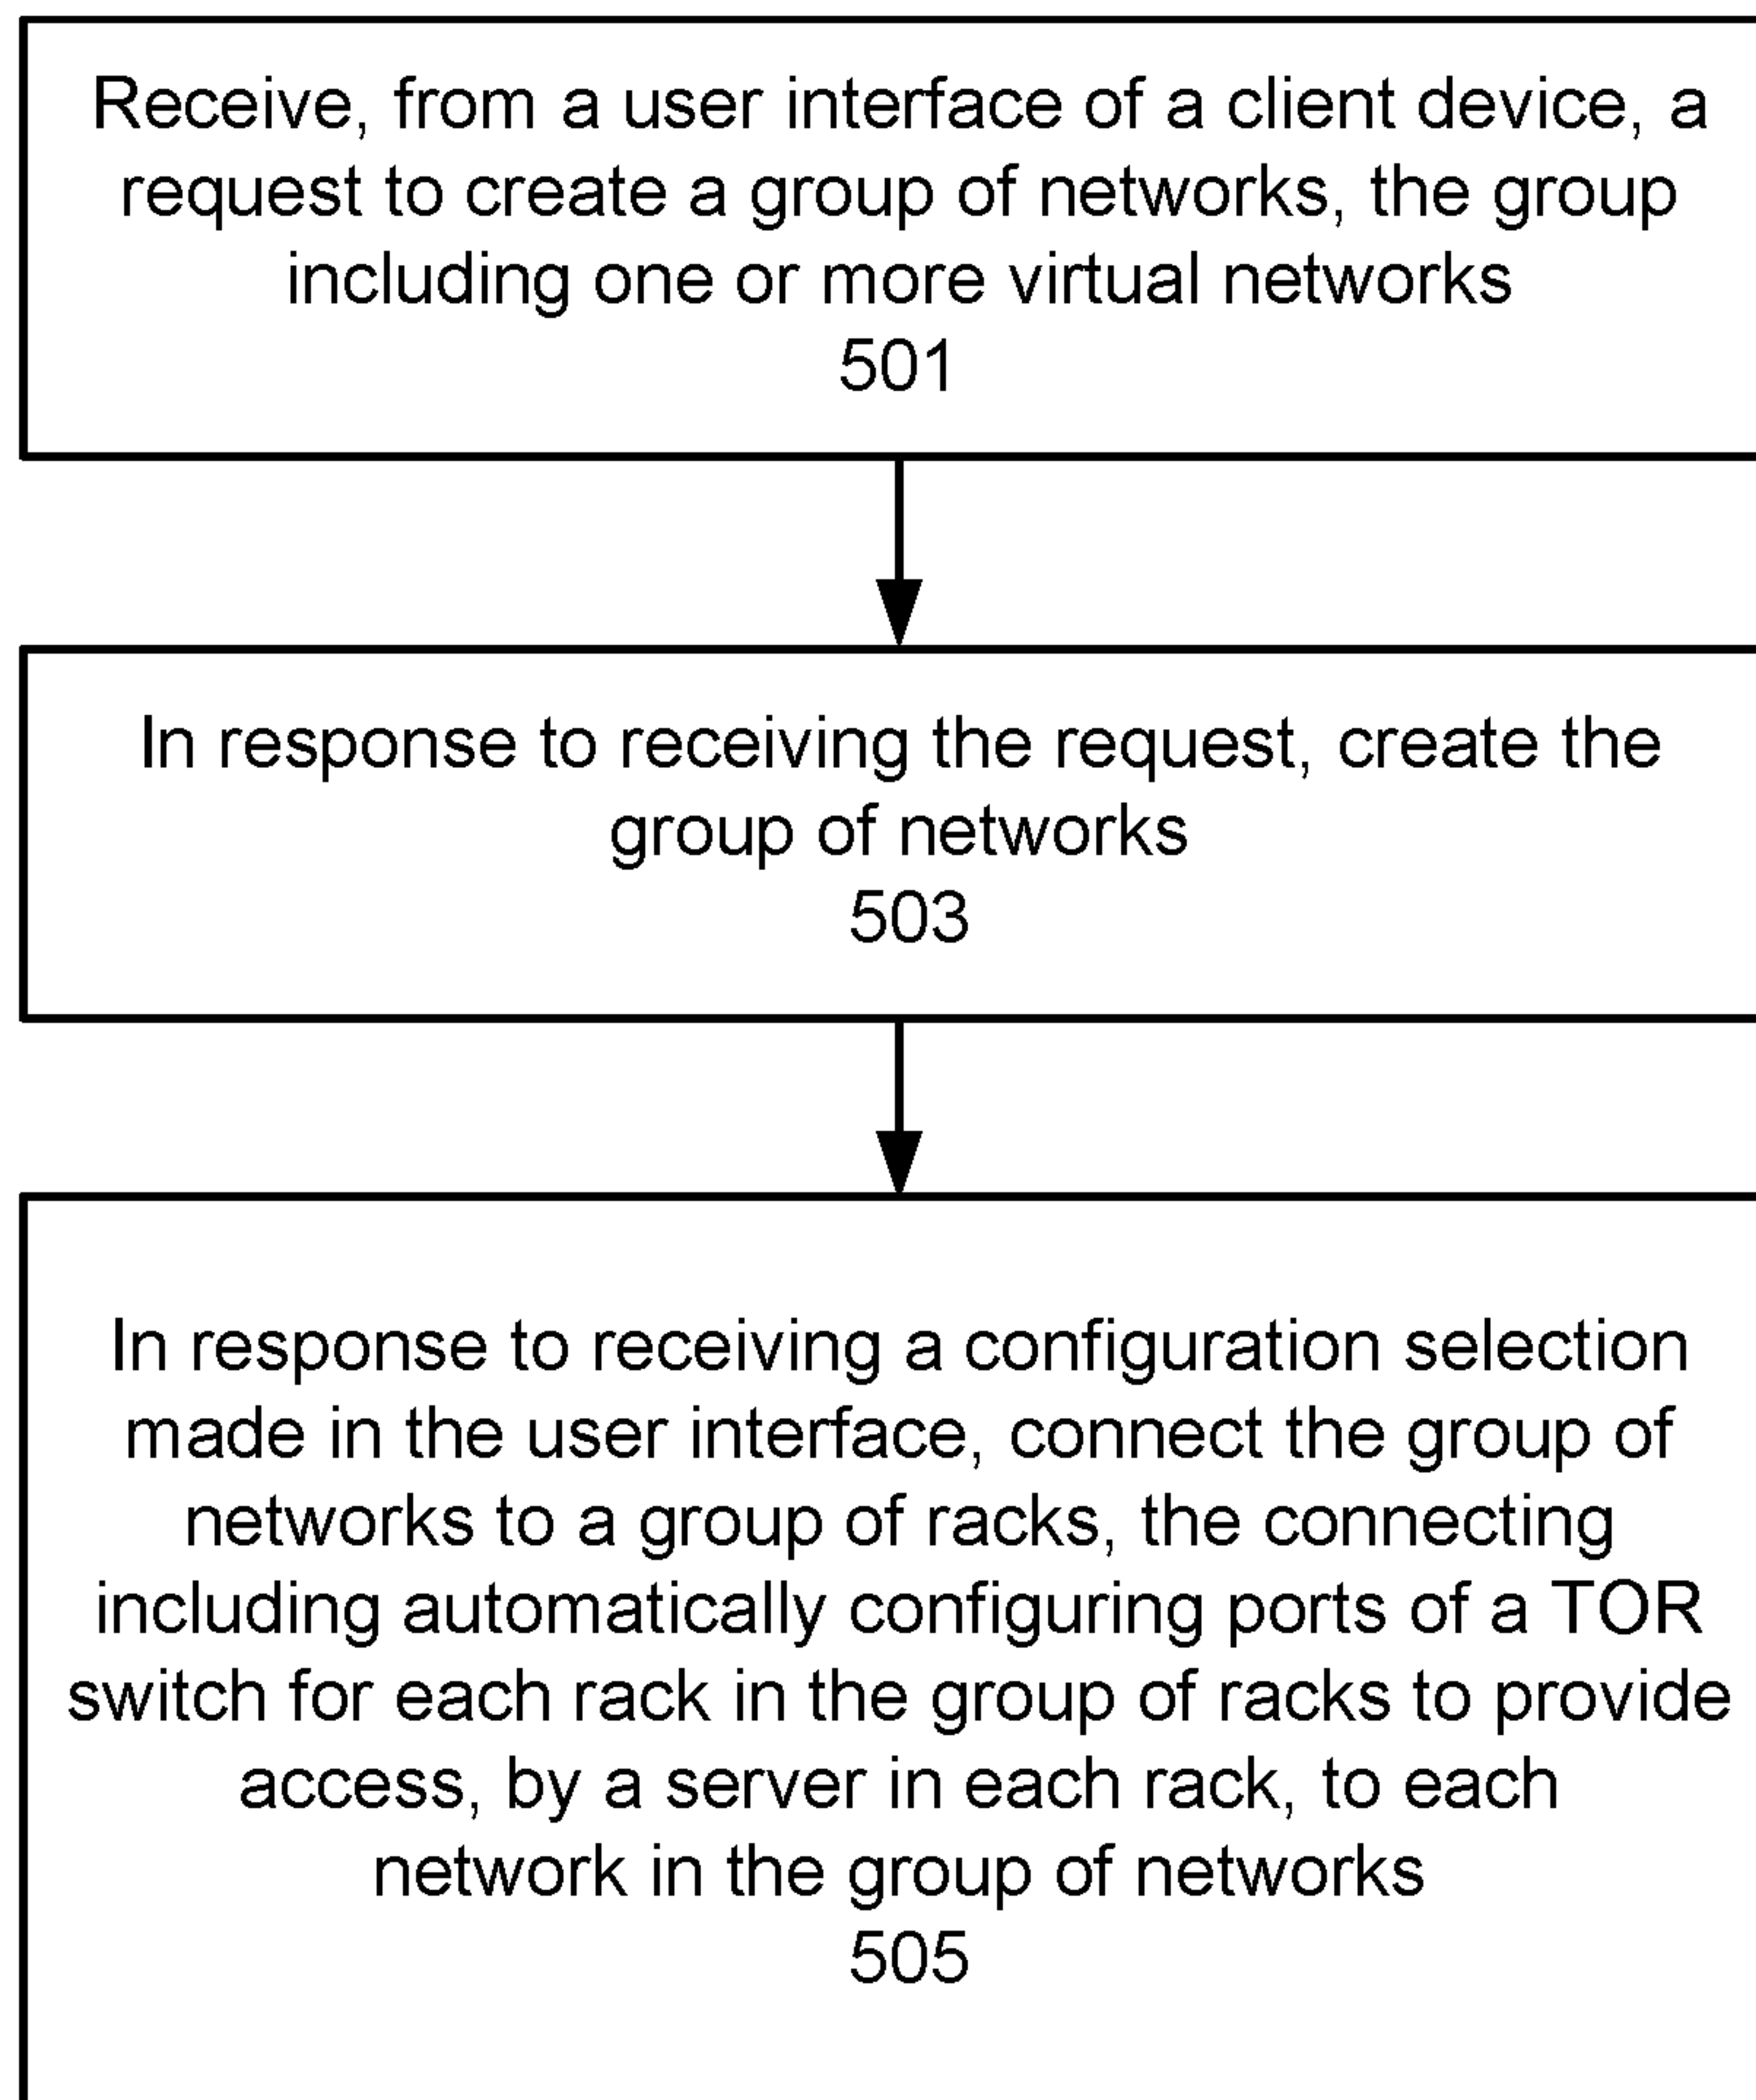 Receive, from a user interface of a client device, a
request to create a group of networks, the group
including one or more virtual networks
501
In response to receiving the request, create the
group of networks
503
In response to receiving a configuration selection
made in the user interface, connect the group of
networks to a group of racks, the connecting
including automatically configuring ports of a TOR
switch for each rack in the group of racks to provide
access, by a server in each rack, to each
network in the group of networks
505